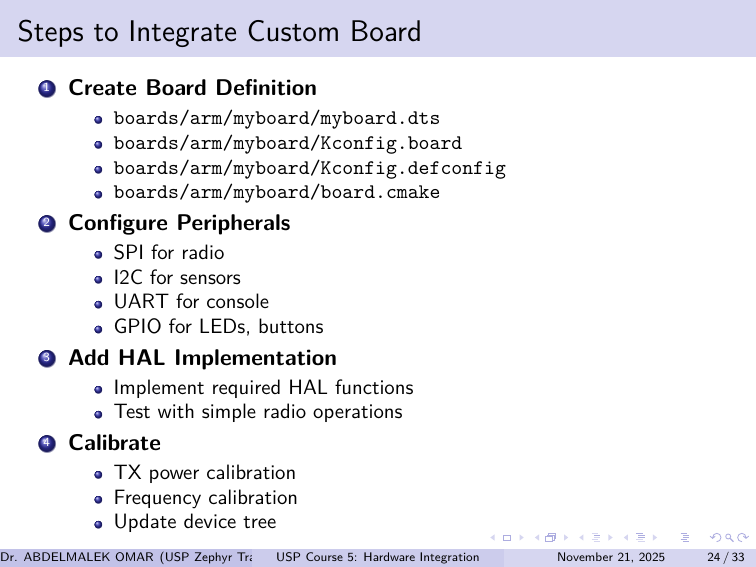 Steps to Integrate Custom Board
1 Create Board Definition
boards/arm/myboard/myboard.dts
boards/arm/myboard/Kconfig.board
boards/arm/myboard/Kconfig.defconfig
boards/arm/myboard/board.cmake
2 Configure Peripherals
SPI for radio
I2C for sensors
UART for console
GPIO for LEDs, buttons
3 Add HAL Implementation
Implement required HAL functions
Test with simple radio operations
4 Calibrate
TX power calibration
Frequency calibration
Update device tree
Dr. ABDELMALEK OMAR (USP Zephyr Tra USP Course 5: Hardware Integration November 21, 2025 24 / 33